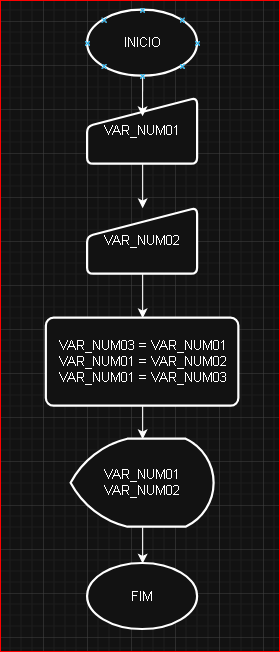 INICIO
VAR_NUM01
VAR_NUM02
VAR_NUM03 = VAR_NUM01
VAR_NUM01 = VAR_NUM02
VAR_NUM01 = VAR_NUM03
VAR_NUM01
VAR_NUM02
FIM